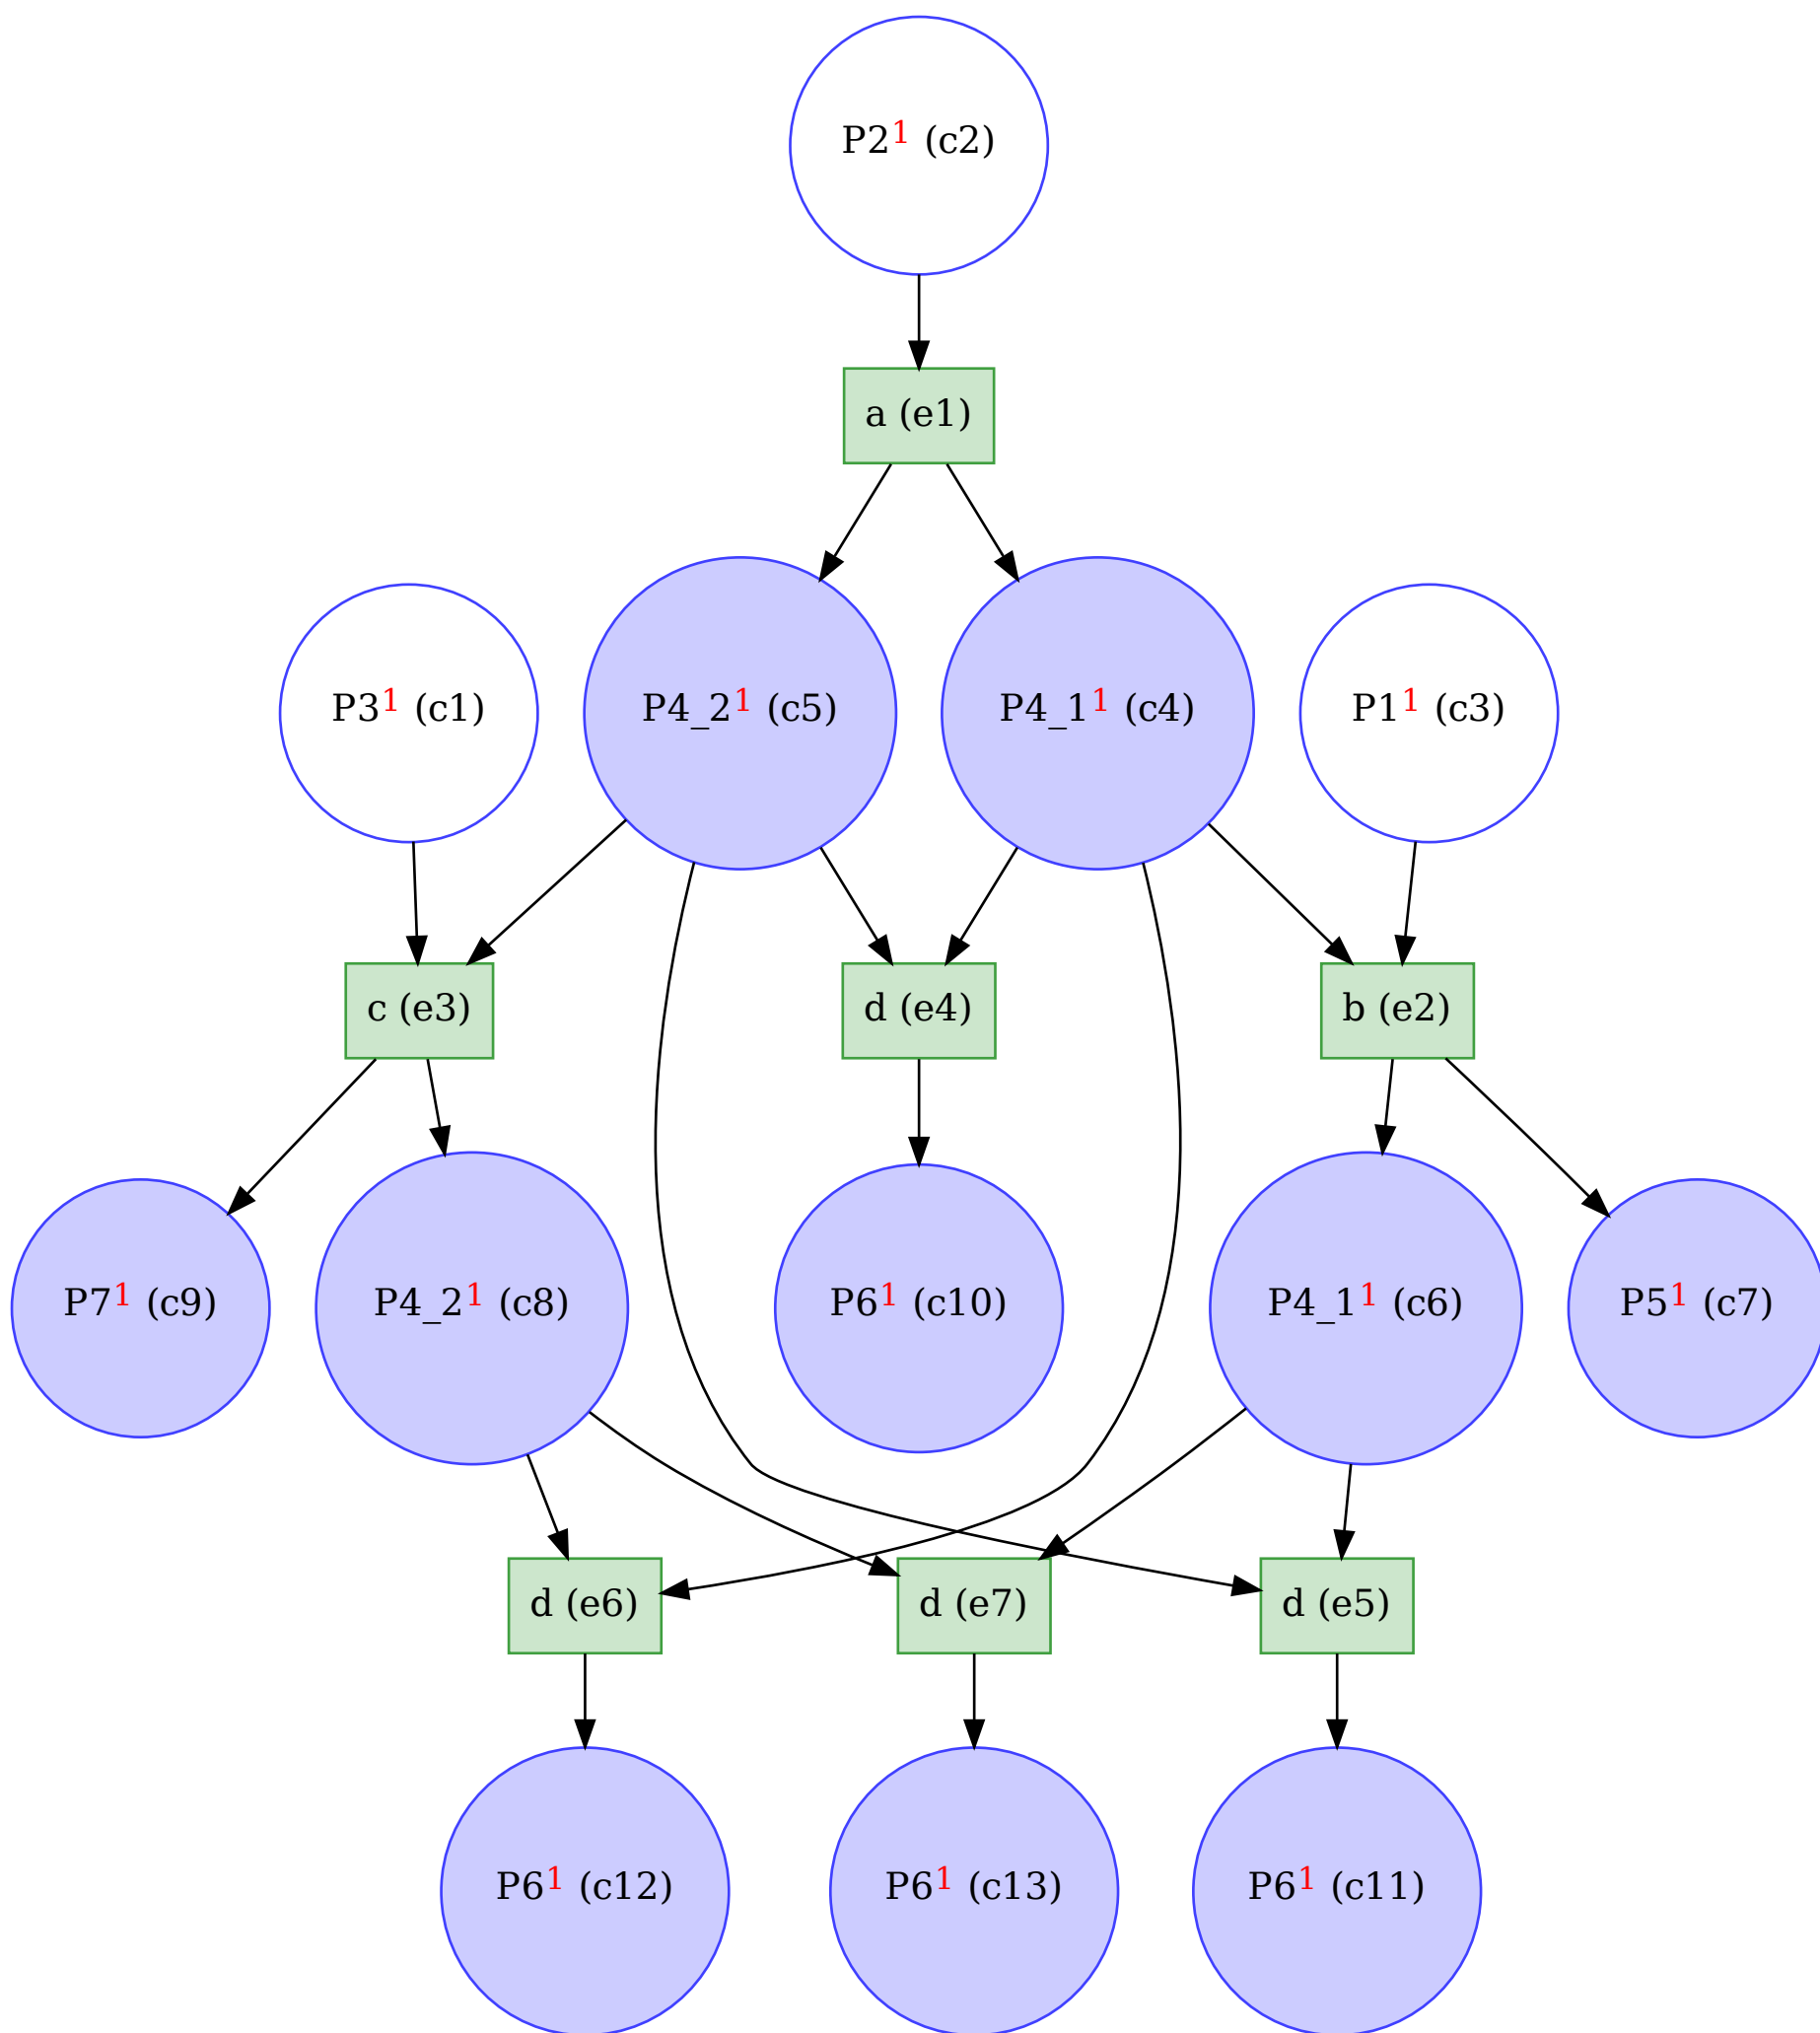 P2¹ (c2)
a (e1)
P3¹ (c1)
P4_2¹ (c5)
P4_1¹ (c4)
P1¹ (c3)
c (e3)
d (e4)
b (e2)
P7¹ (c9)
P4_2¹ (c8)
P6¹ (c10)
P4_1¹ (c6)
P5¹ (c7)
d (e6)
d (e7)
d (e5)
P6¹ (c12)
P6¹ (c13)
P6¹ (c11)